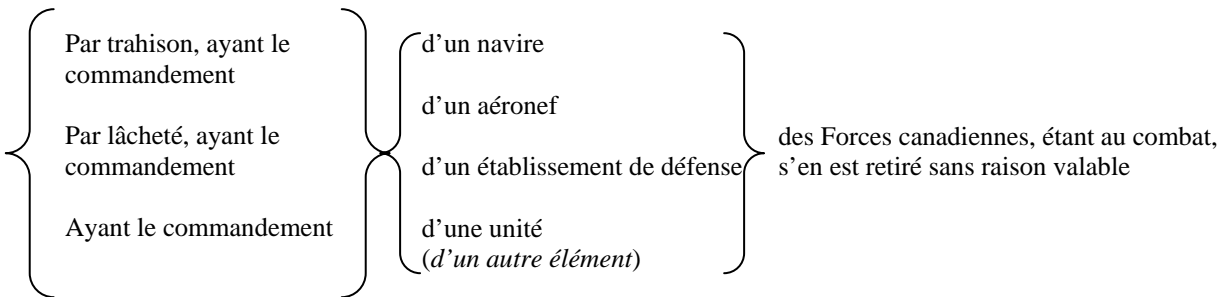 Par trahison, ayant le
commandement
Par lâcheté, ayant le
commandement
Ayant le commandement
d’un navire
d’un aéronef
d’un établissement de défense
d’une unité
(d’un autre élément)
des Forces canadiennes, étant au combat,
s’en est retiré sans raison valable